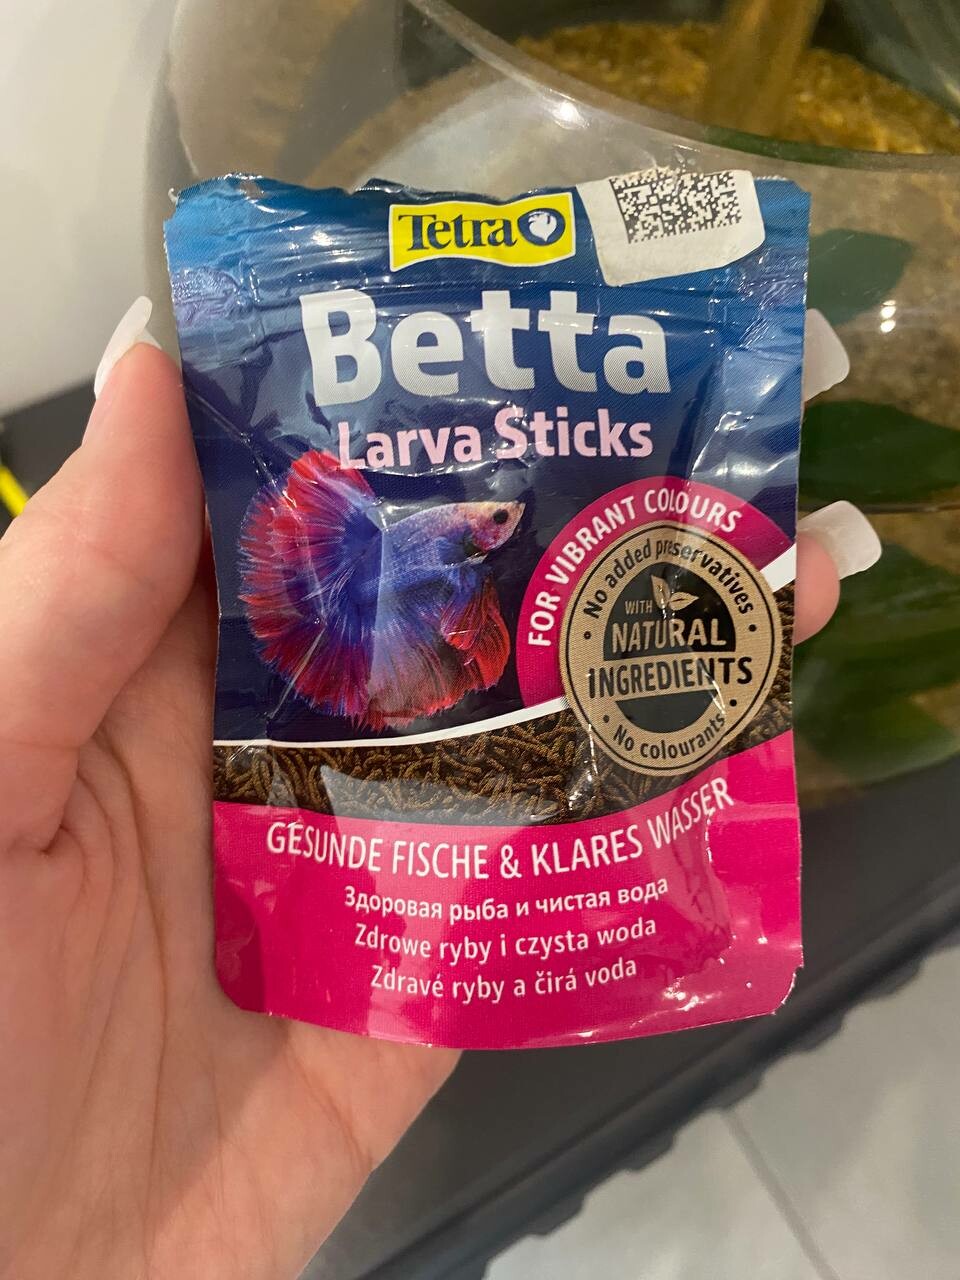 Tetra
Betta
Larva Sticks
FOR VIBRANT COLOURS
No added preservatives
WITH
NATURAL
INGREDIENTS
No colourants
GESUNDE FISCHE & KLARES WASSER
Здоровая рыба и чистая вода
Zdrowe ryby i czysta woda
Zdravé ryby a čirá voda